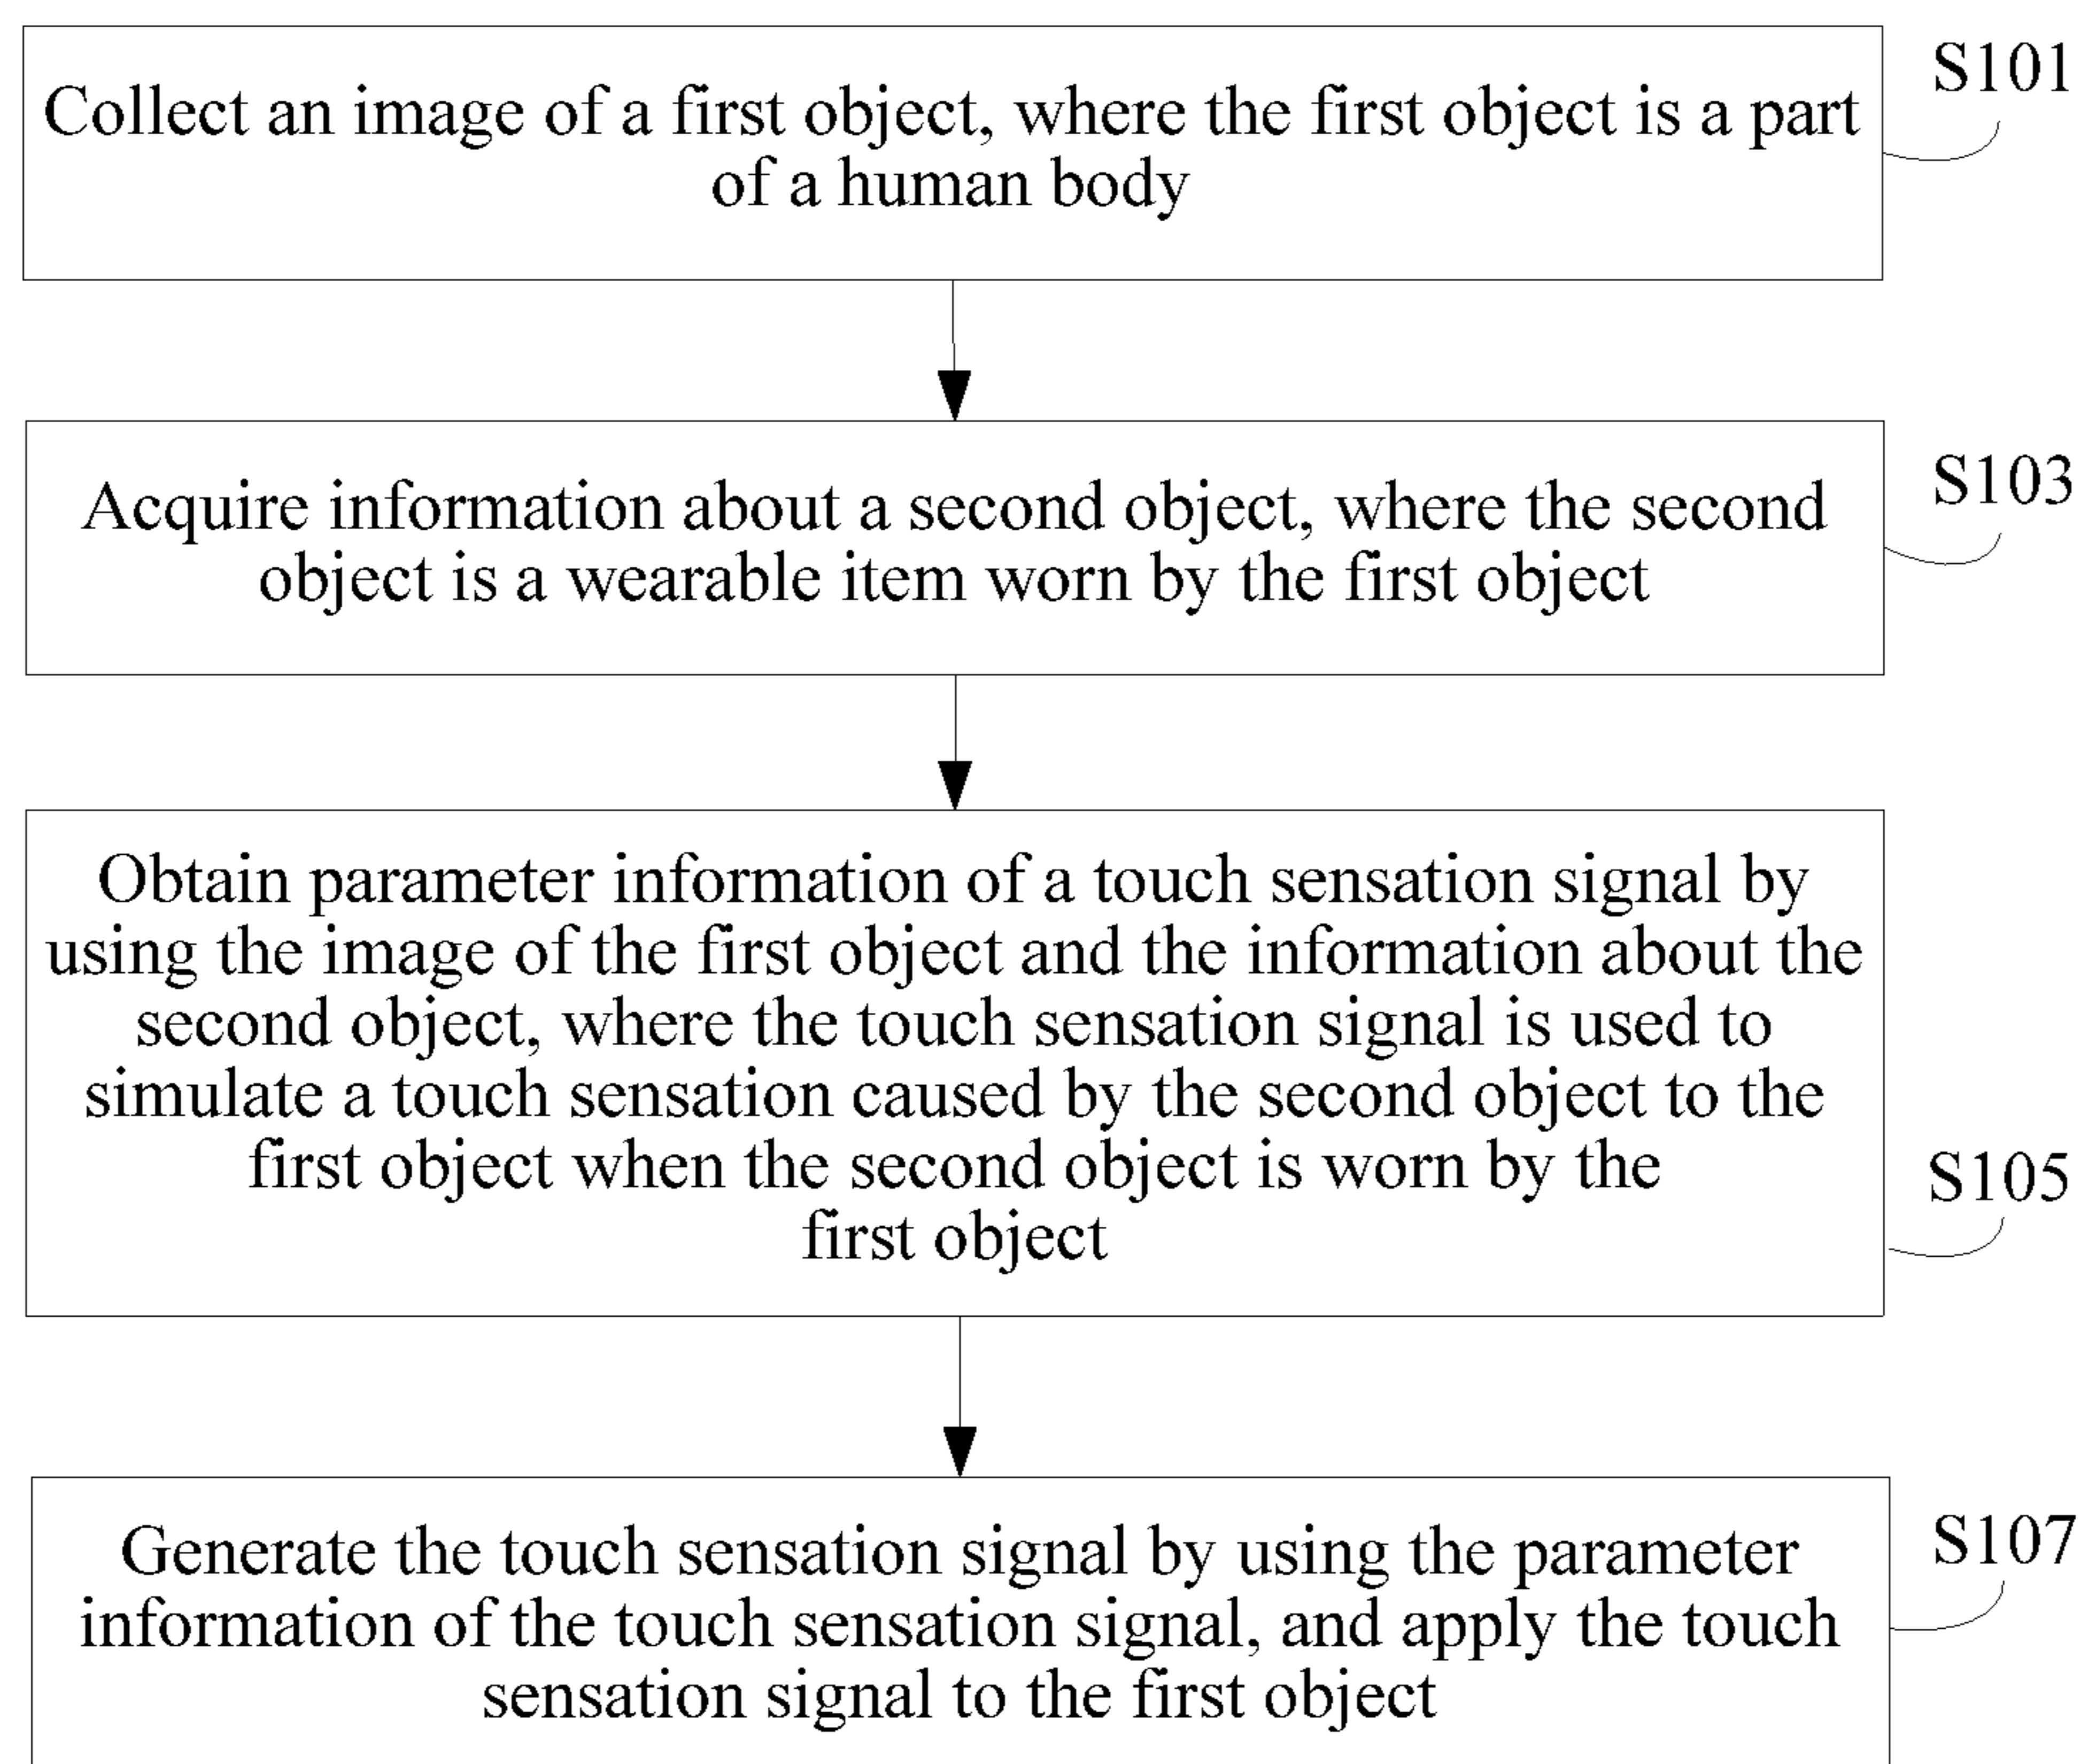 Collect an image of a first object, where the first object is a part
of a human body
S101
Acquire information about a second object, where the second
object is a wearable item worn by the first object
S103
Obtain parameter information of a touch sensation signal by
using the image of the first object and the information about the
second object, where the touch sensation signal is used to
simulate a touch sensation caused by the second object to the
first object when the second object is worn by the
first object
S105
Generate the touch sensation signal by using the parameter
information of the touch sensation signal, and apply the touch
sensation signal to the first object
S107